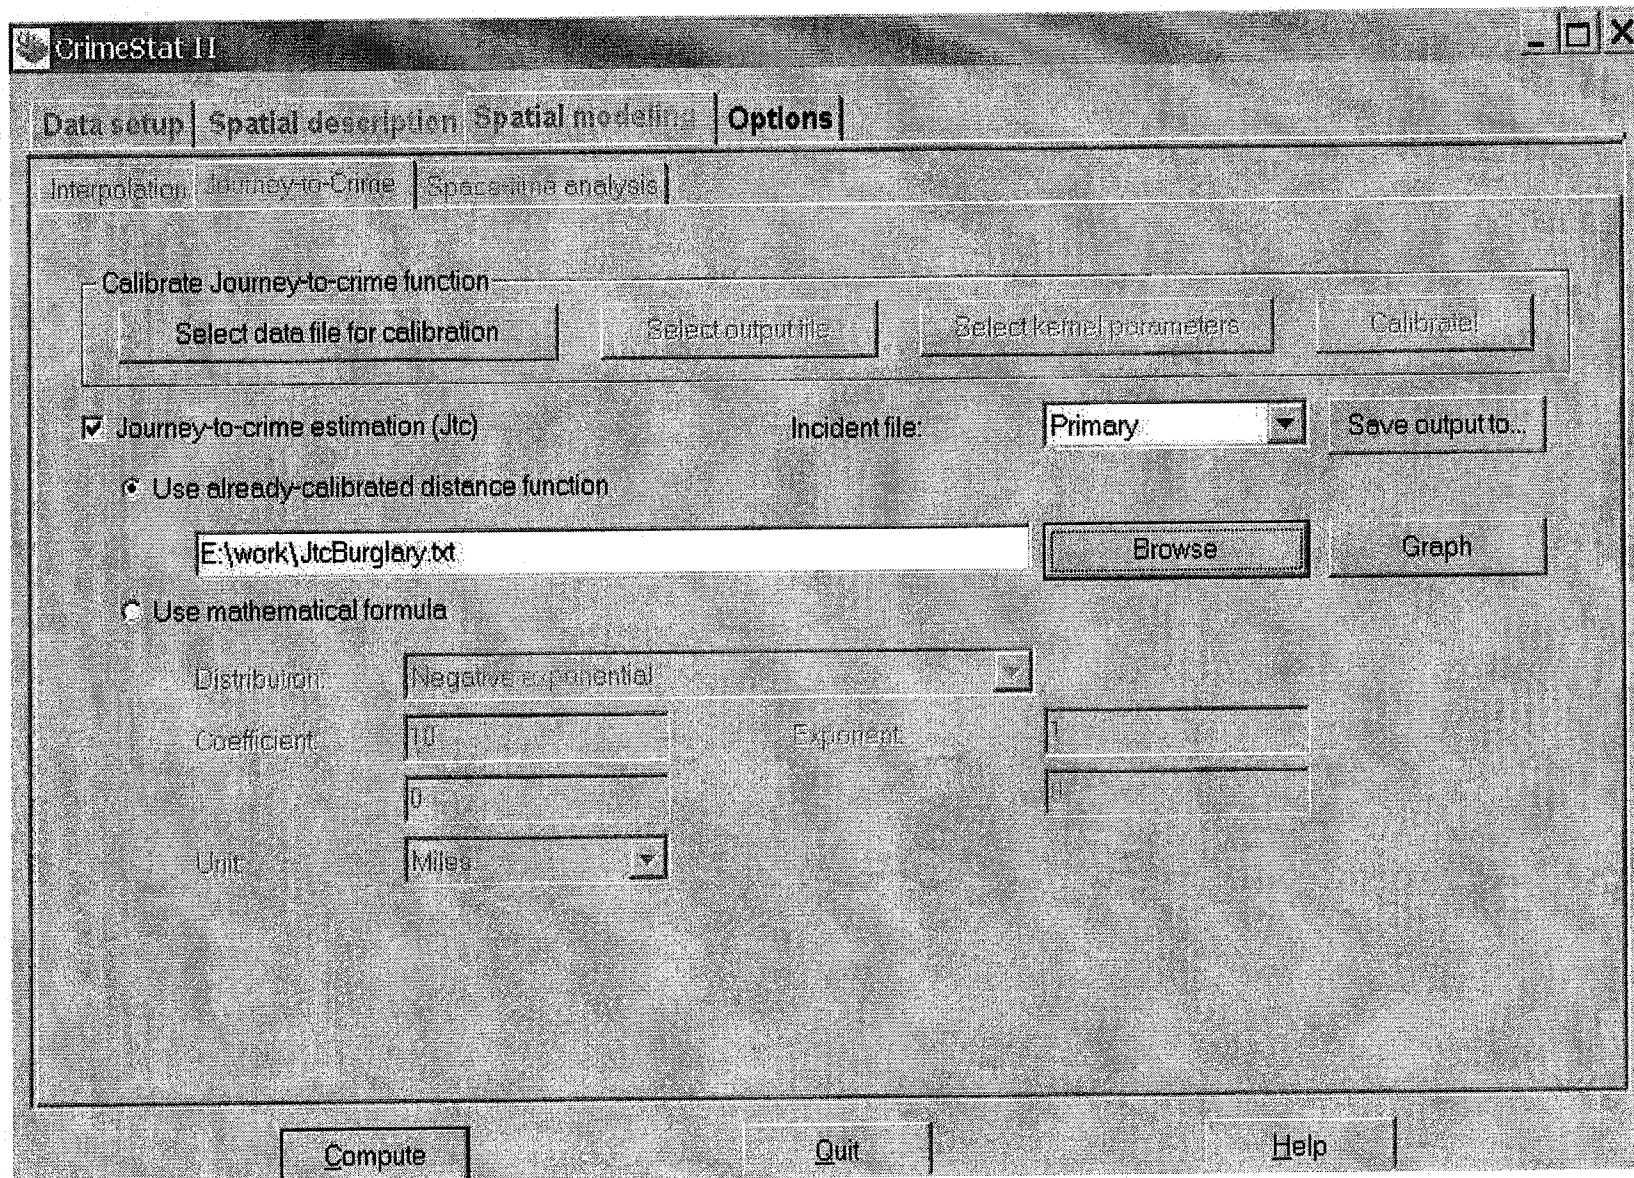 CrimeStat II
Data setup Spatial description Spatial modeling Options
Interpolation Journey-to-Crime Space-time analysis
Calibrate Journey-to-crime function
Select data file for calibration Select output file Select kernel parameters Calibrate!
Journey-to-crime estimation (Jtc) Incident file: Primary Save output to...
Use already-calibrated distance function
E:\work\JtcBurglary.txt Browse Graph
Use mathematical formula
Distribution: Negative exponential
Coefficient: 10 Exponent: 1
0 0
Unit: Miles
Compute Quit Help